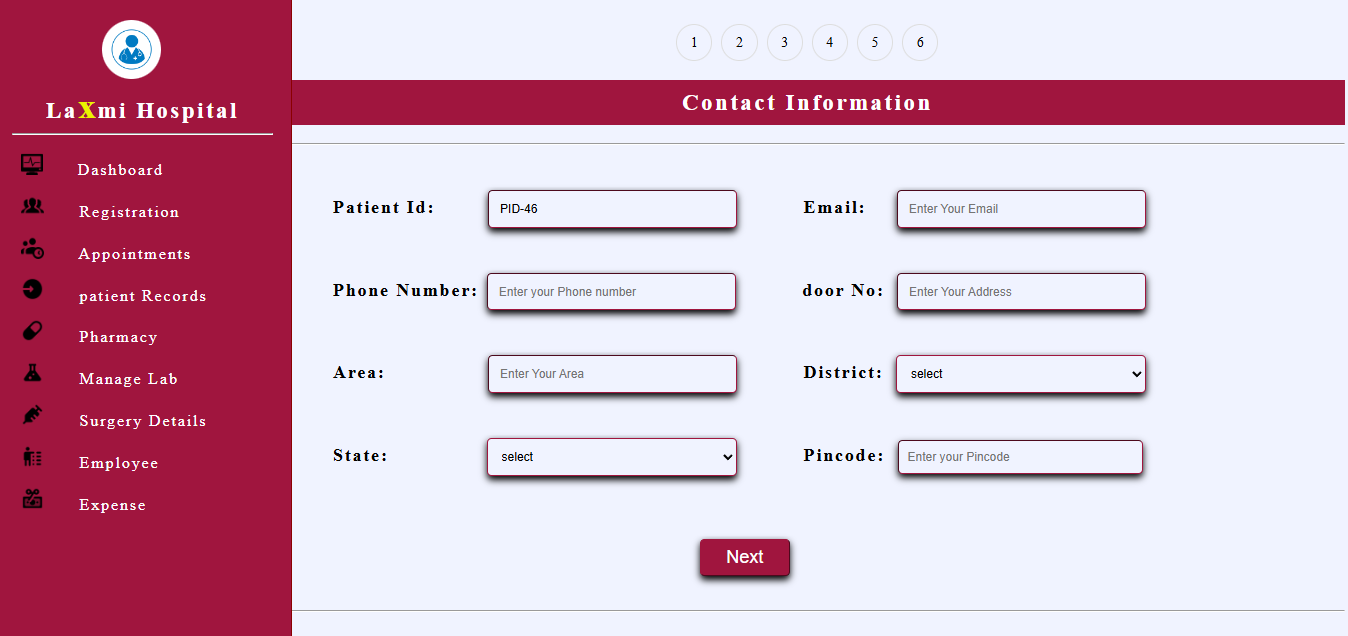 LaXmi Hospital
Dashboard
Registration
Appointments
patient Records
Pharmacy
Manage Lab
Surgery Details
Employee
Expense
1 2 3 4 5 6
Contact Information
Patient Id: PID-46 Email: Enter Your Email
Phone Number: Enter your Phone number door No: Enter Your Address
Area: Enter Your Area District: select
State: select Pincode: Enter your Pincode
Next